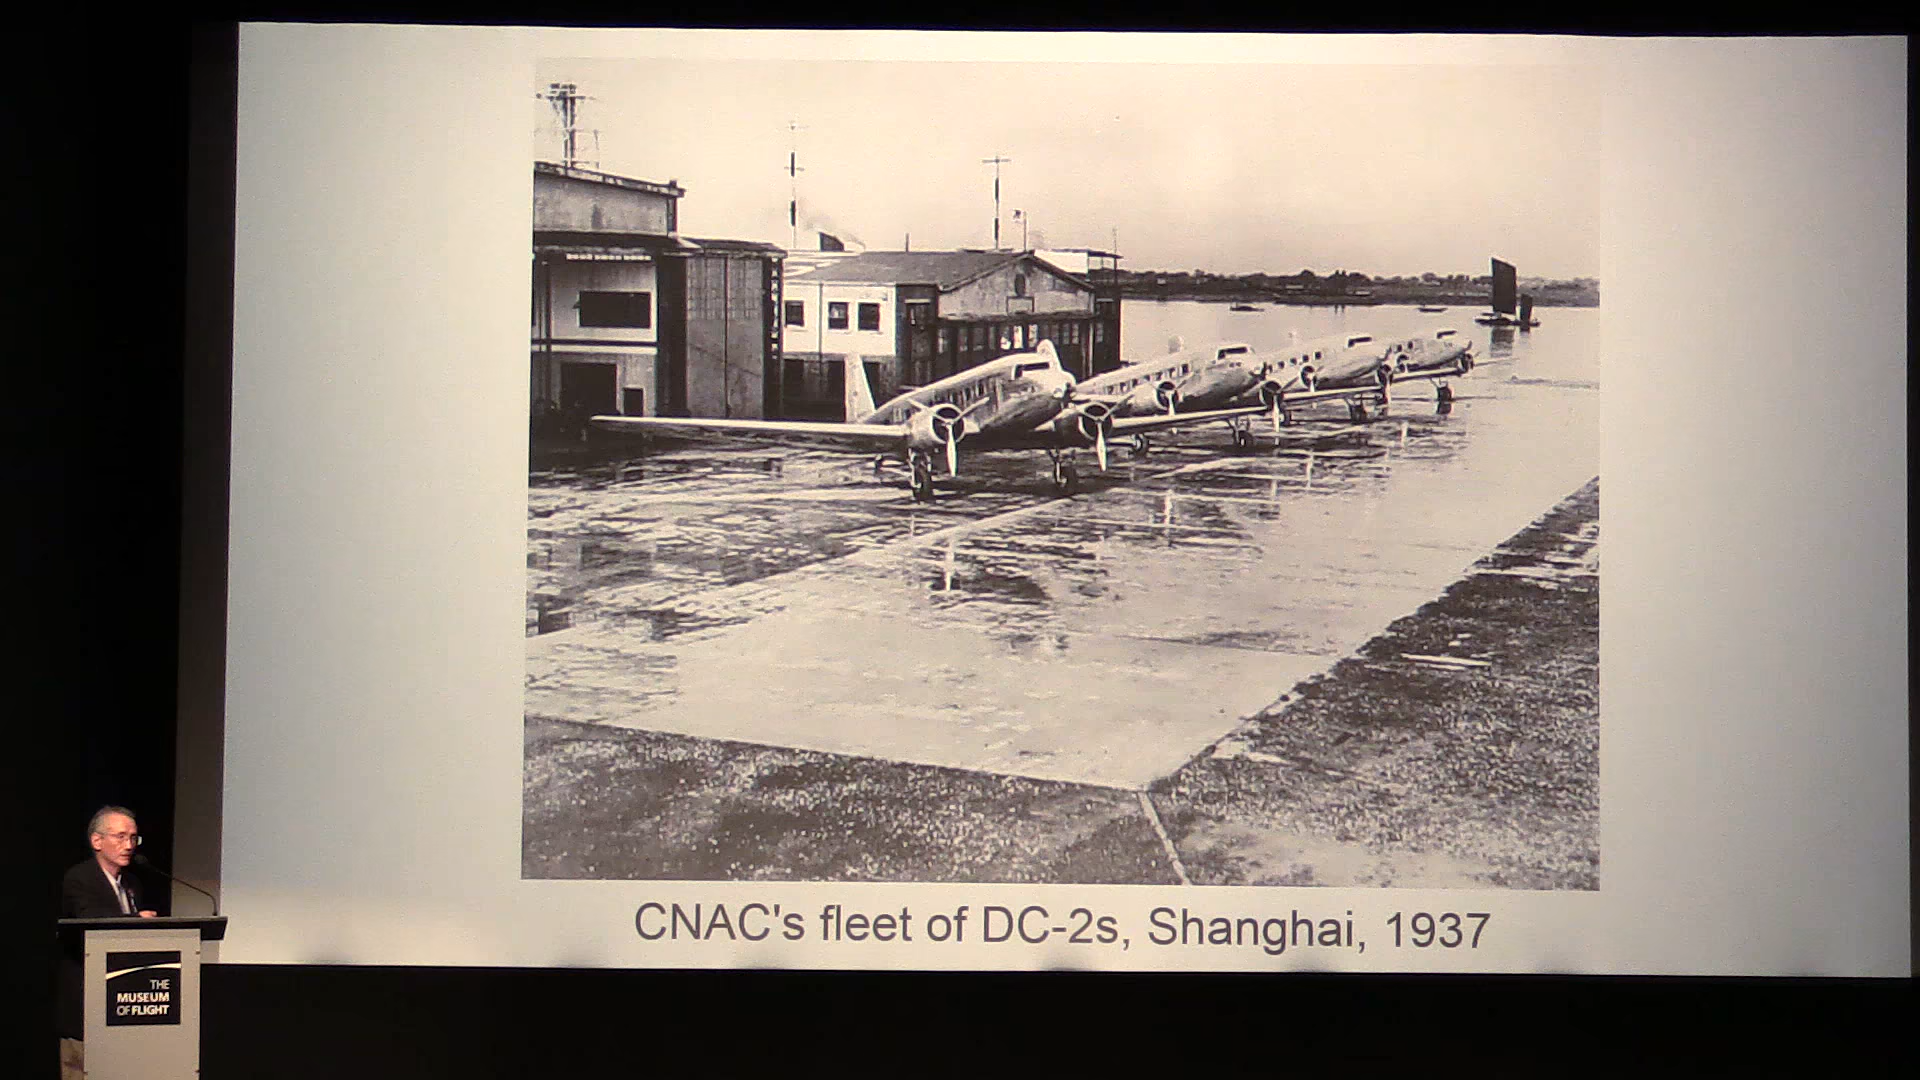 CNAC's fleet of DC-2s, Shanghai, 1937
THE
MUSEUM
OF FLIGHT